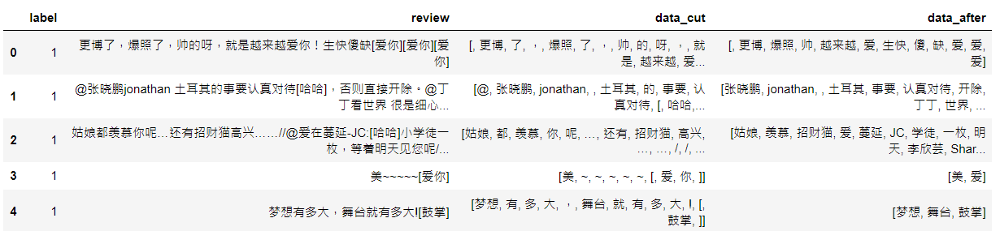 label review data_cut data_after
0 1 更博了，爆照了，帅的呀，就是越来越爱你！生快傻缺[爱你][爱你][爱 [, 更博, 了, ，, 爆照, 了, ，, 帅, 的, 呀, ，, 就 [, 更博, 爆照, 帅, 越来越, 爱, 生快, 傻, 缺, 爱, 爱,
你] 是, 越来越, 爱... 爱]
1 1 @张晓鹏jonathan 土耳其的事要认真对待[哈哈]，否则直接开除。@丁 [@, 张晓鹏, jonathan, , 土耳其, 的, 事要, 认 [张晓鹏, jonathan, , 土耳其, 事要, 认真对待, 开除,
丁看世界 很是细心... 真对待, [, 哈哈,... 丁丁, 世界, ...
2 1 姑娘都羡慕你呢…还有招财猫高兴……//@爱在蔓延-JC:[哈哈]小学徒一 [姑娘, 都, 羡慕, 你, 呢, …, 还有, 招财猫, 高兴, [姑娘, 羡慕, 招财猫, 爱, 蔓延, JC, 学徒, 一枚, 明
枚，等着明天见您呢/... …, …, /, /, ... 天, 李欣芸, Shar...
3 1 美~~~~~[爱你] [美, ~, ~, ~, ~, ~, [, 爱, 你, ]] [美, 爱]
4 1 梦想有多大，舞台就有多大![鼓掌] [梦想, 有, 多, 大, ，, 舞台, 就, 有, 多, 大, !, [, [梦想, 舞台, 鼓掌]
鼓掌, ]]